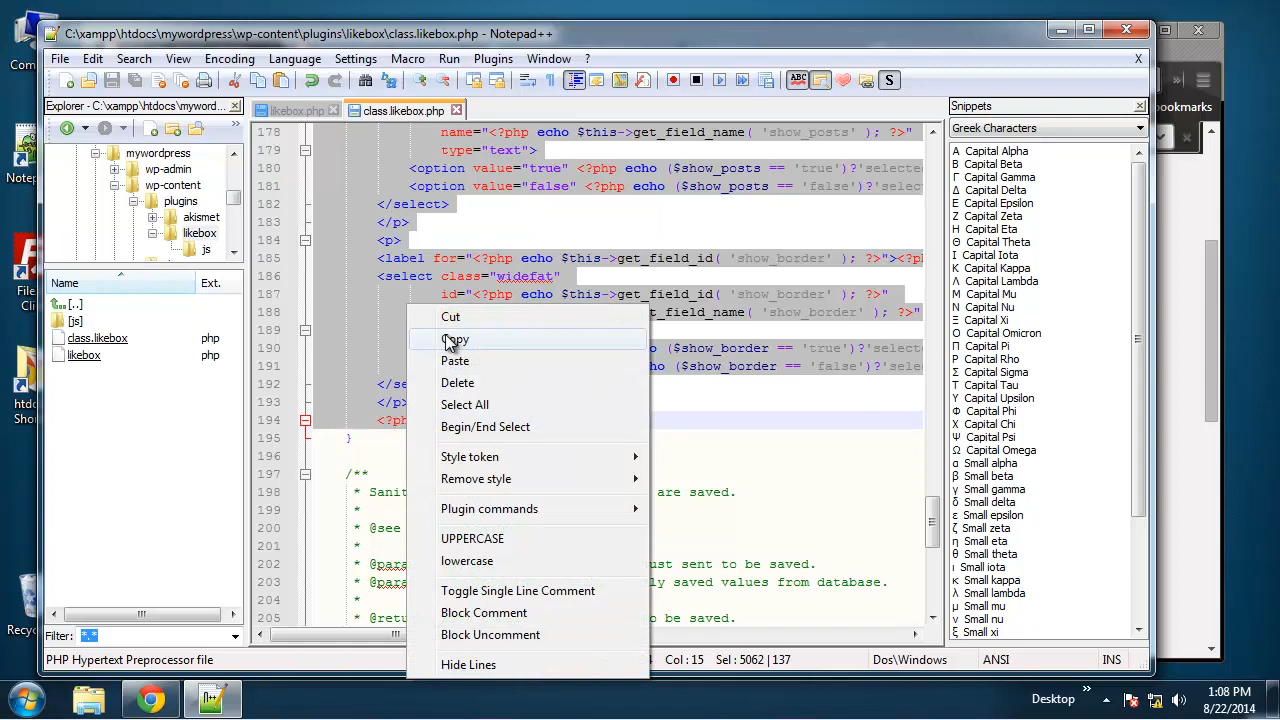 C:\xampp\htdocs\mywordpress\wp-content\plugins\likebox\class.likebox.php - Notepad++
File Edit Search View Encoding Language Settings Macro Run Plugins Window ? X
Explorer - C:\xampp\htdocs\myword...
likebox.php class.likebox.php
Snippets
Greek Characters
mywordpress
wp-admin
wp-content
plugins
akismet
likebox
js
Name Ext.
[..]
[js]
class.likebox php
likebox php
Filter: *.*
178 name="<?php echo $this->get_field_name( 'show_posts' ); ?>"
179 type="text">
180 <option value="true" <?php echo ($show_posts == 'true')?'selec
181 <option value="false" <?php echo ($show_posts == 'false')?'sele
182 </select>
183 </p>
184 <p>
185 <label for="<?php echo $this->get_field_id( 'show_border' ); ?>"><?p
186 <select class="widefat"
187 id="<?php echo $this->get_field_id( 'show_border' ); ?>"
188 get_field_name( 'show_border' ); ?>"
189
190 ($show_border == 'true')?'
191 ($show_border == 'false')?
192 </se
193 </p>
194 <?ph
195 }
196
197 /**
198 * Sanit are saved.
199 *
200 * @see
201 *
202 * @para ust sent to be saved.
203 * @para ly saved values from database.
204 *
205 * @retu to be saved.
Cut
Copy
Paste
Delete
Select All
Begin/End Select
Style token
Remove style
Plugin commands
UPPERCASE
lowercase
Toggle Single Line Comment
Block Comment
Block Uncomment
Hide Lines
Α Capital Alpha
Β Capital Beta
Γ Capital Gamma
Δ Capital Delta
Ε Capital Epsilon
Ζ Capital Zeta
Η Capital Eta
Θ Capital Theta
Ι Capital Iota
Κ Capital Kappa
Λ Capital Lambda
Μ Capital Mu
Ν Capital Nu
Ξ Capital Xi
Ο Capital Omicron
Π Capital Pi
Ρ Capital Rho
Σ Capital Sigma
Τ Capital Tau
Υ Capital Upsilon
Φ Capital Phi
Χ Capital Chi
Ψ Capital Psi
Ω Capital Omega
α Small alpha
β Small beta
γ Small gamma
δ Small delta
ε Small epsilon
ζ Small zeta
η Small eta
θ Small theta
ι Small iota
κ Small kappa
λ Small lambda
μ Small mu
ν Small nu
ξ Small xi
PHP Hypertext Preprocessor file Col : 15 Sel : 5062 | 137 Dos\Windows ANSI INS
ookmarks
Com
Notep
Fil
Clie
htdo
Recyc
Desktop
1:08 PM
8/22/2014